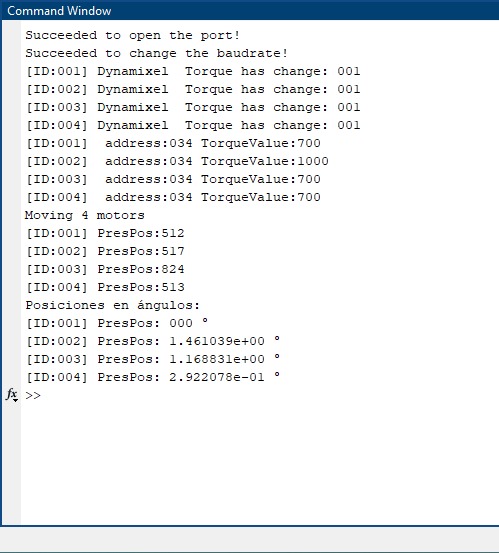 Command Window
Succeeded to open the port!
Succeeded to change the baudrate!
[ID:001] Dynamixel  Torque has change: 001
[ID:002] Dynamixel  Torque has change: 001
[ID:003] Dynamixel  Torque has change: 001
[ID:004] Dynamixel  Torque has change: 001
[ID:001]  address:034 TorqueValue:700
[ID:002]  address:034 TorqueValue:1000
[ID:003]  address:034 TorqueValue:700
[ID:004]  address:034 TorqueValue:700
Moving 4 motors
[ID:001] PresPos:512
[ID:002] PresPos:517
[ID:003] PresPos:824
[ID:004] PresPos:513
Posiciones en ángulos:
[ID:001] PresPos: 000 °
[ID:002] PresPos: 1.461039e+00 °
[ID:003] PresPos: 1.168831e+00 °
[ID:004] PresPos: 2.922078e-01 °
fx >>